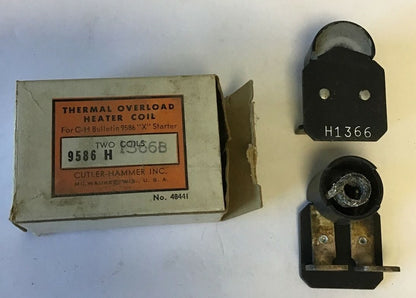 THERMAL OVERLOAD
HEATER COIL
For C-H Bulletin 9586 "X" Starter
TWO COILS
9586 H 1366B
CUTLER-HAMMER INC.
MILWAUKEE, WIS., U. S. A.
No. 48441
H1366